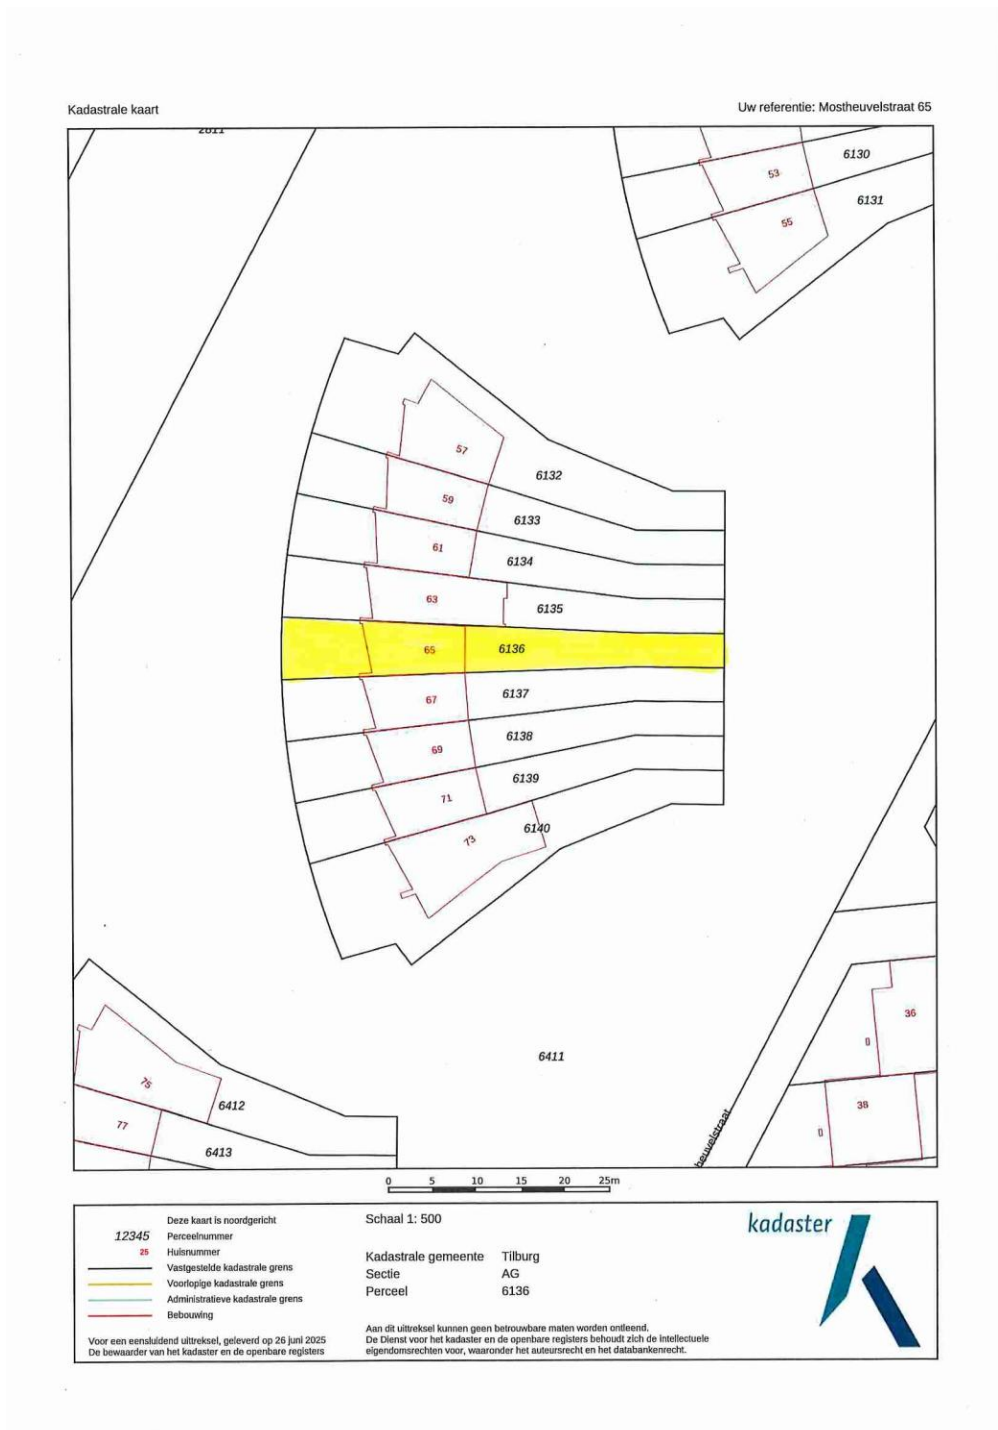 Kadastrale kaart
Uw referentie: Mostheuvelstraat 65
2811
6130
53
6131
55
57
6132
59
6133
61
6134
63
6135
65
6136
67
6137
69
6138
71
6139
73
6140
6411
36
0
38
0
75
6412
77
6413
heuvelstraat
0 5 10 15 20 25m
Deze kaart is noordgericht
12345 Perceelnummer
25 Huisnummer
Vastgestelde kadastrale grens
Voorlopige kadastrale grens
Administratieve kadastrale grens
Bebouwing
Voor een eensluidend uittreksel, geleverd op 26 juni 2025
De bewaarder van het kadaster en de openbare registers
Schaal 1: 500
Kadastrale gemeente Tilburg
Sectie AG
Perceel 6136
Aan dit uittreksel kunnen geen betrouwbare maten worden ontleend.
De Dienst voor het kadaster en de openbare registers behoudt zich de intellectuele
eigendomsrechten voor, waaronder het auteursrecht en het databankenrecht.
kadaster